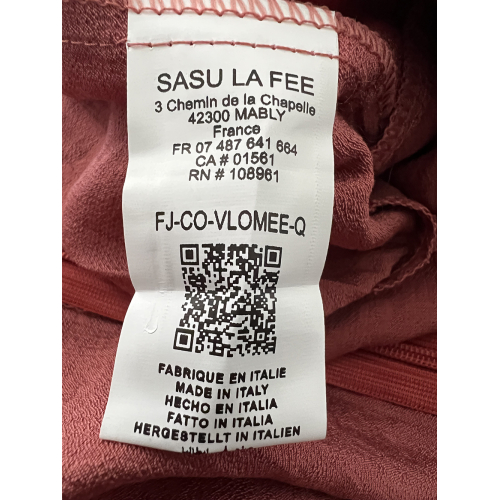 SASU LA FEE
3 Chemin de la Chapelle
42300 MABLY
France
FR 07 487 641 664
CA # 01561
RN # 108961
FJ-CO-VLOMEE-Q
FABRIQUE EN ITALIE
MADE IN ITALY
HECHO EN ITALIA
FATTO IN ITALIA
HERGESTELLT IN ITALIEN